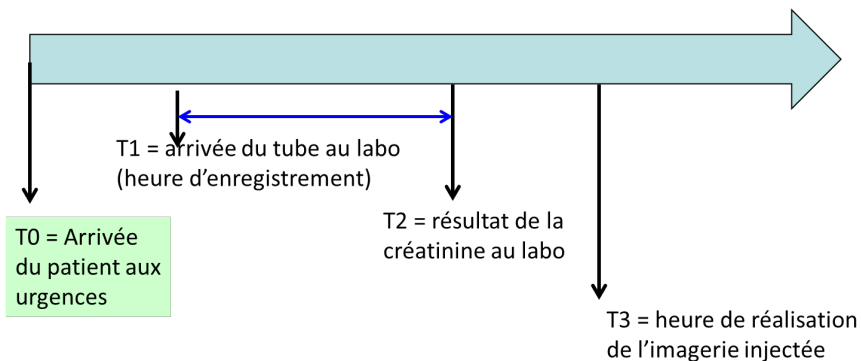 T1 = arrivée du tube au labo
(heure d'enregistrement)
T0 = Arrivée
du patient aux
urgences
T2 = résultat de la
créatinine au labo
T3 = heure de réalisation
de l'imagerie injectée